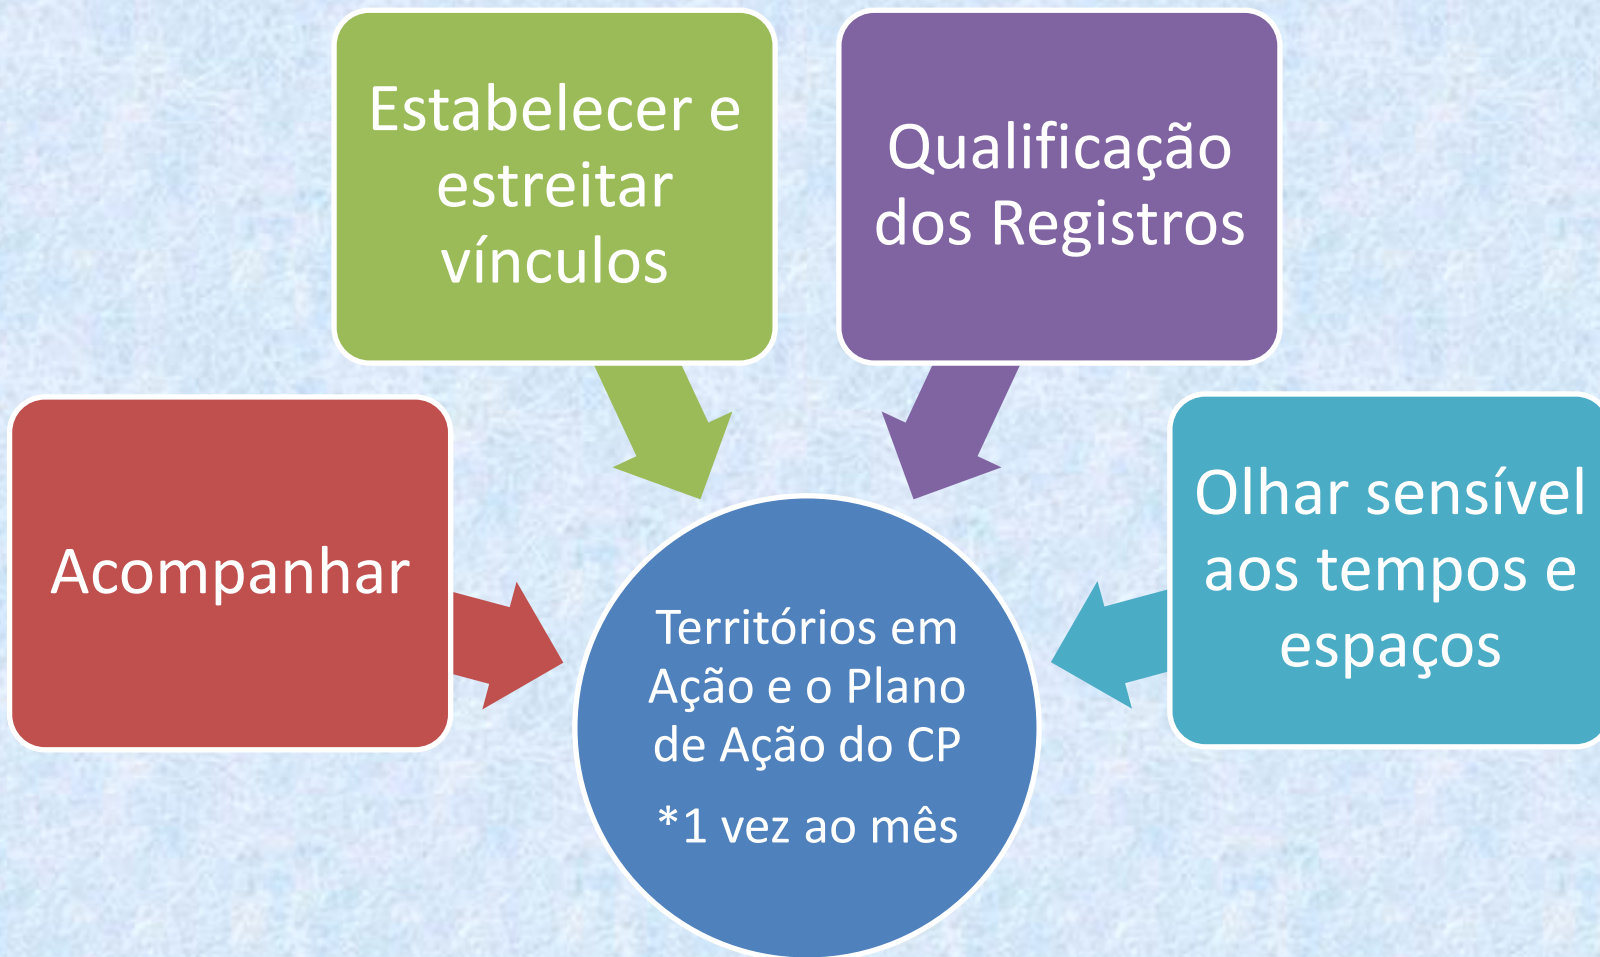 Estabelecer e
estreitar
vínculos
Qualificação
dos Registros
Acompanhar
Olhar sensível
aos tempos e
espaços
Territórios em
Ação e o Plano
de Ação do CP
*1 vez ao mês